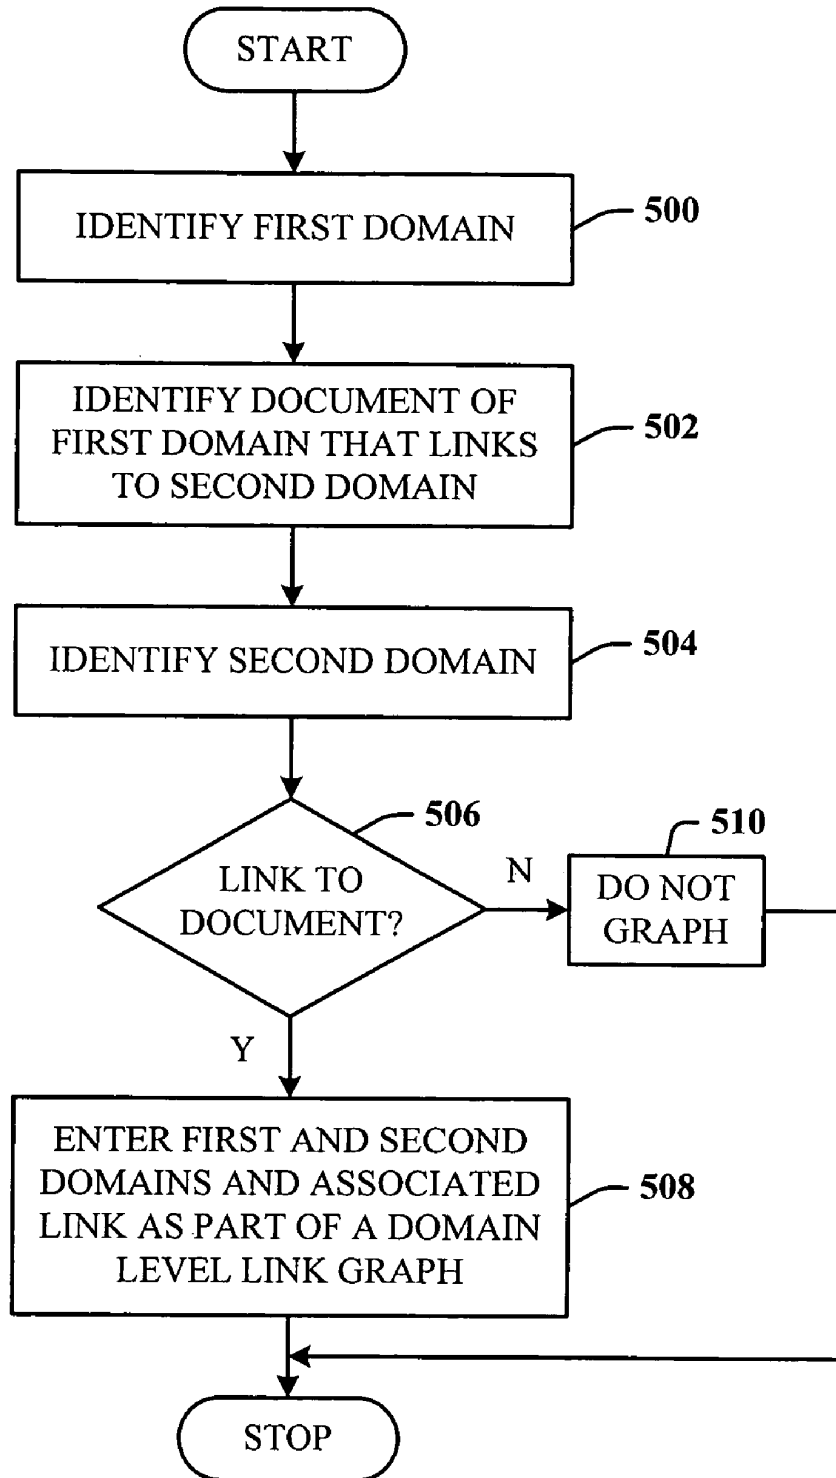 START
IDENTIFY FIRST DOMAIN
500
IDENTIFY DOCUMENT OF
FIRST DOMAIN THAT LINKS
TO SECOND DOMAIN
502
IDENTIFY SECOND DOMAIN
504
506
LINK TO
DOCUMENT?
N
510
DO NOT
GRAPH
Y
ENTER FIRST AND SECOND
DOMAINS AND ASSOCIATED
LINK AS PART OF A DOMAIN
LEVEL LINK GRAPH
508
STOP